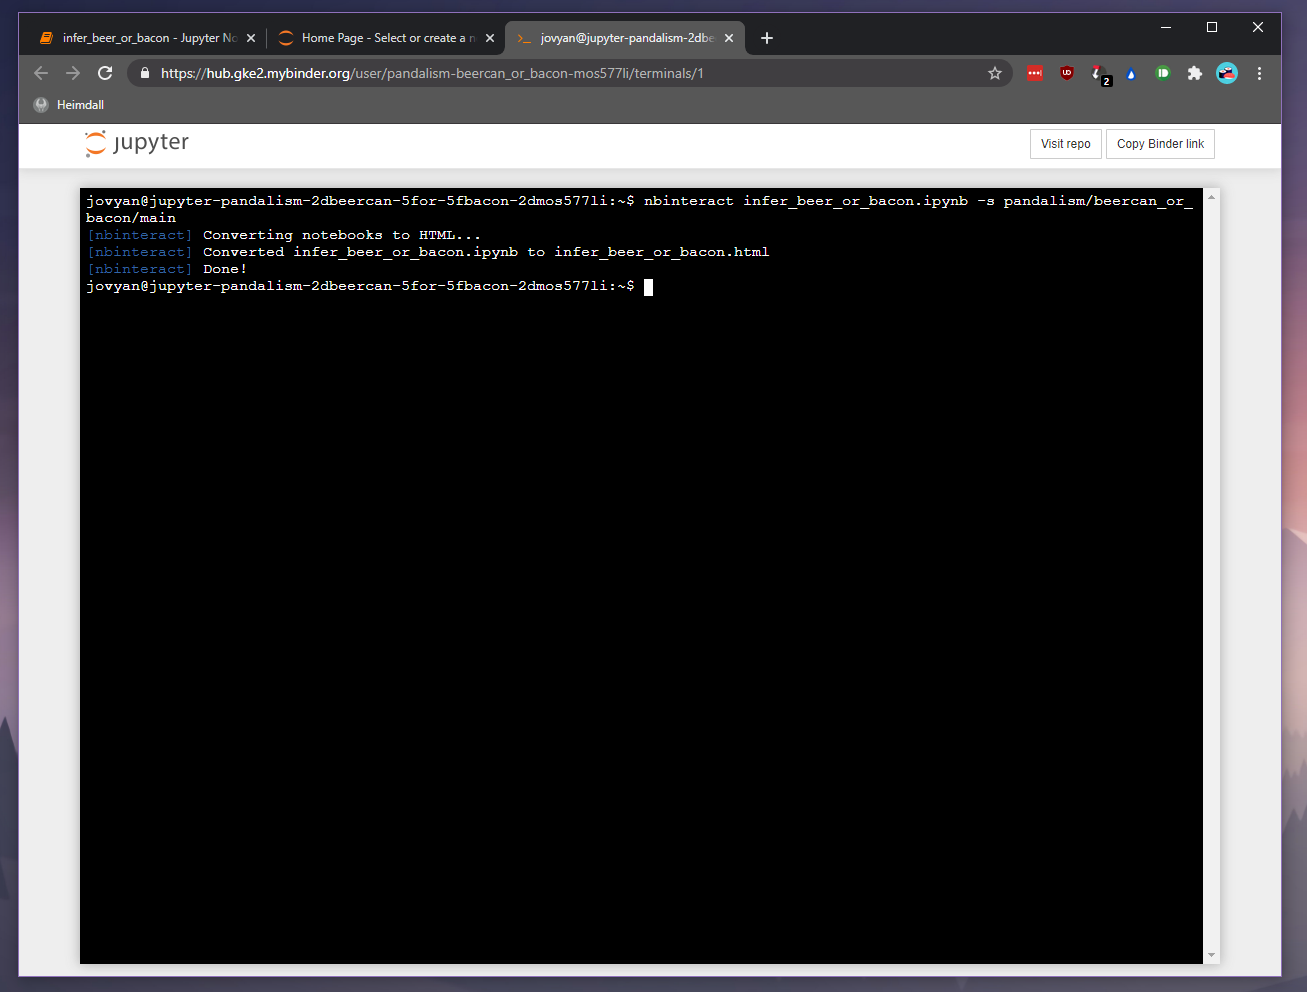 infer_beer_or_bacon - Jupyter No
Home Page - Select or create a n
jovyan@jupyter-pandalism-2dbe
https://hub.gke2.mybinder.org/user/pandalism-beercan_or_bacon-mos577li/terminals/1
2
Heimdall
jupyter
Visit repo
Copy Binder link
jovyan@jupyter-pandalism-2dbeercan-5for-5fbacon-2dmos577li:~$ nbinteract infer_beer_or_bacon.ipynb -s pandalism/beercan_or_
bacon/main
[nbinteract] Converting notebooks to HTML...
[nbinteract] Converted infer_beer_or_bacon.ipynb to infer_beer_or_bacon.html
[nbinteract] Done!
jovyan@jupyter-pandalism-2dbeercan-5for-5fbacon-2dmos577li:~$